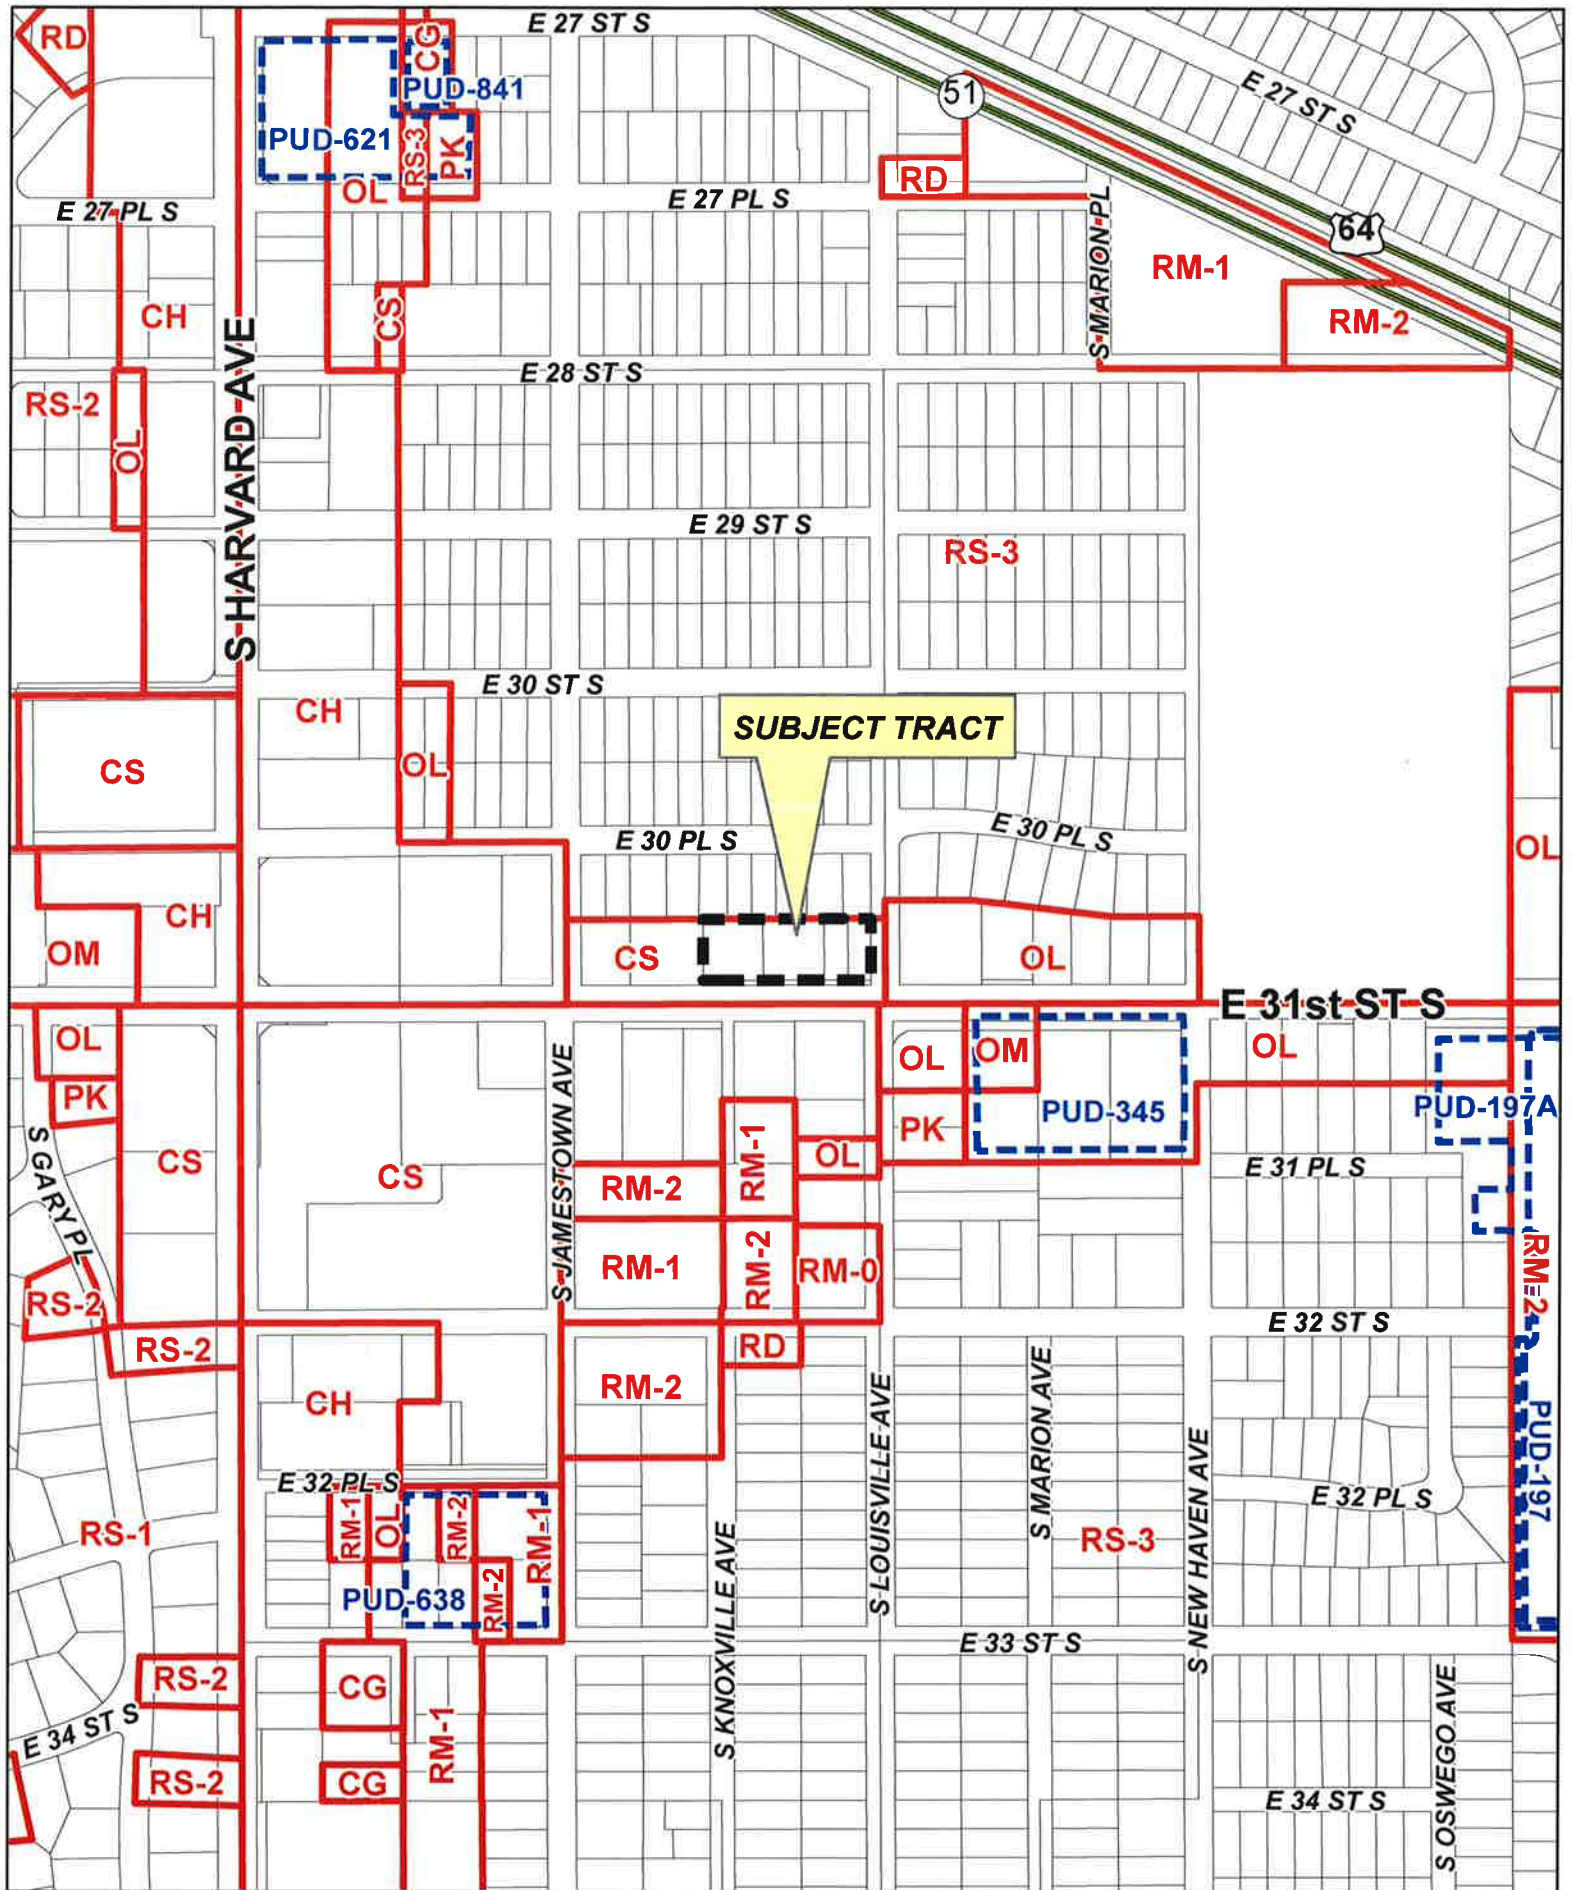 RD
CG
E 27 ST S
PUD-841
51
E 27 ST S
PUD-621
RS-3
PK
OL
RD
E 27 PL S
E 27 PL S
S MARION PL
64
RM-1
CH
CS
RM-2
S HARVARD AVE
E 28 ST S
RS-2
OL
E 29 ST S
RS-3
E 30 ST S
CH
SUBJECT TRACT
CS
OL
E 30 PL S
E 30 PL S
OL
CH
OM
CS
OL
E 31st ST S
OL
PK
OL
OM
OL
PUD-345
PUD-197A
PK
S GARY PL
CS
CS
S JAMESTOWN AVE
RM-1
OL
RM-2
E 31 PL S
RM-1
RM-2
RM-0
RM-2
RS-2
E 32 ST S
RS-2
RD
RM-2
CH
S LOUISVILLE AVE
S MARION AVE
S NEW HAVEN AVE
PUD-197
E 32 PL S
E 32 PL S
RM-1
OL
RM-2
RM-1
RS-1
RS-3
PUD-638
RM-2
S KNOXVILLE AVE
E 33 ST S
RS-2
CG
RM-1
E 34 ST S
S OSWEGO AVE
RS-2
CG
E 34 ST S